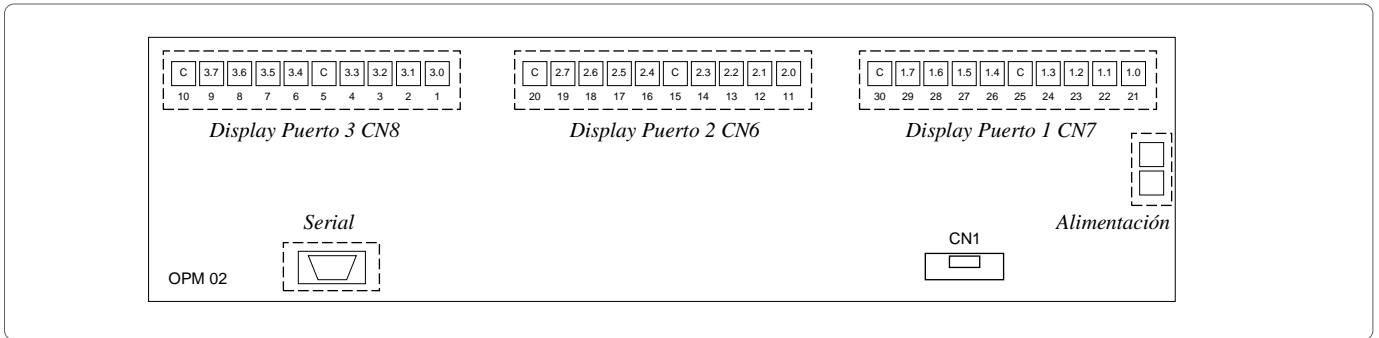 C 3.7 3.6 3.5 3.4 C 3.3 3.2 3.1 3.0
10 9 8 7 6 5 4 3 2 1
Display Puerto 3 CN8
C 2.7 2.6 2.5 2.4 C 2.3 2.2 2.1 2.0
20 19 18 17 16 15 14 13 12 11
Display Puerto 2 CN6
C 1.7 1.6 1.5 1.4 C 1.3 1.2 1.1 1.0
30 29 28 27 26 25 24 23 22 21
Display Puerto 1 CN7
Serial
Alimentación
CN1
OPM 02